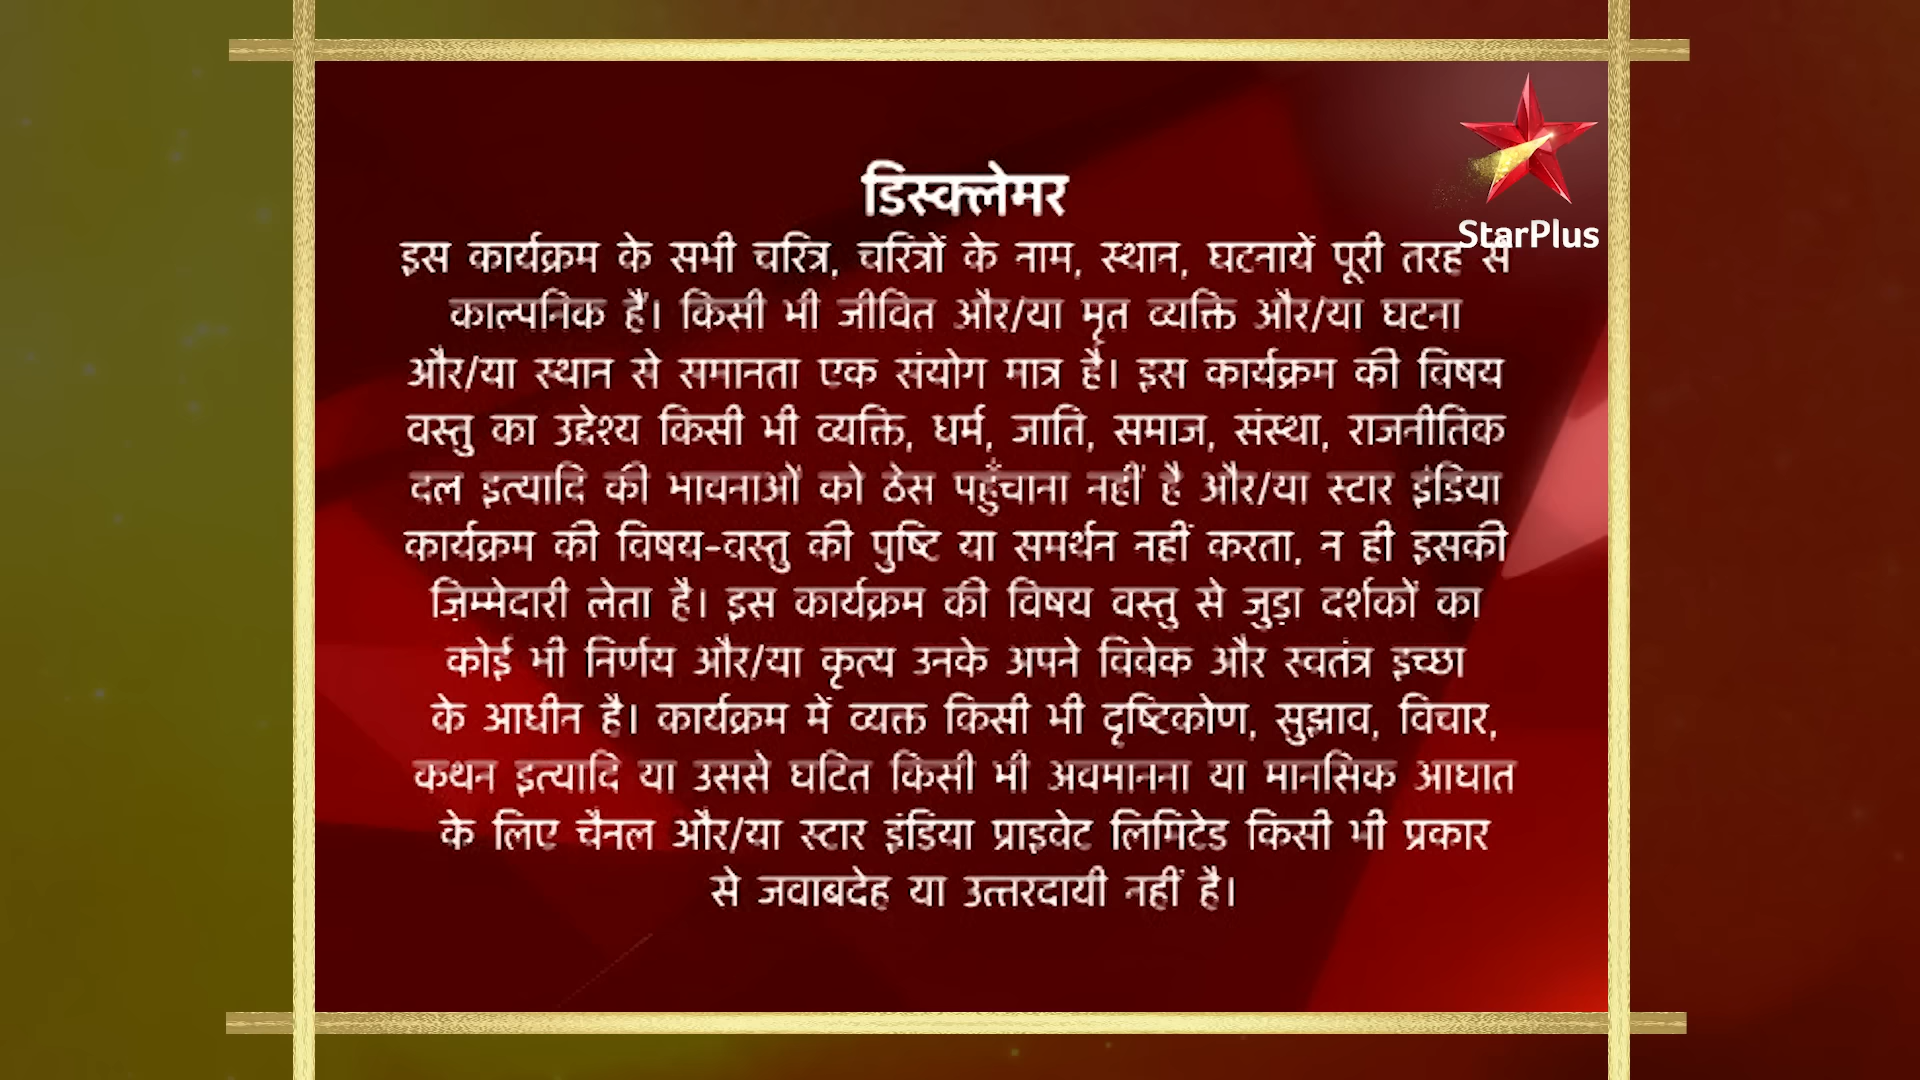 डिस्क्लेमर
इस कार्यक्रम के सभी चरित्र, चरित्रों के नाम, स्थान, घटनायें पूरी तरह से
StarPlus
काल्पनिक हैं। किसी भी जीवित और/या मृत व्यक्ति और/या घटना
और/या स्थान से समानता एक संयोग मात्र है। इस कार्यक्रम की विषय
वस्तु का उद्देश्य किसी भी व्यक्ति, धर्म, जाति, समाज, संस्था, राजनीतिक
दल इत्यादि की भावनाओं को ठेस पहुँचाना नहीं है और/या स्टार इंडिया
कार्यक्रम की विषय-वस्तु की पुष्टि या समर्थन नहीं करता, न ही इसकी
ज़िम्मेदारी लेता है। इस कार्यक्रम की विषय वस्तु से जुड़ा दर्शकों का
कोई भी निर्णय और/या कृत्य उनके अपने विवेक और स्वतंत्र इच्छा
के आधीन है। कार्यक्रम में व्यक्त किसी भी दृष्टिकोण, सुझाव, विचार,
कथन इत्यादि या उससे घटित किसी भी अवमानना या मानसिक आघात
के लिए चैनल और/या स्टार इंडिया प्राइवेट लिमिटेड किसी भी प्रकार
से जवाबदेह या उत्तरदायी नहीं है।